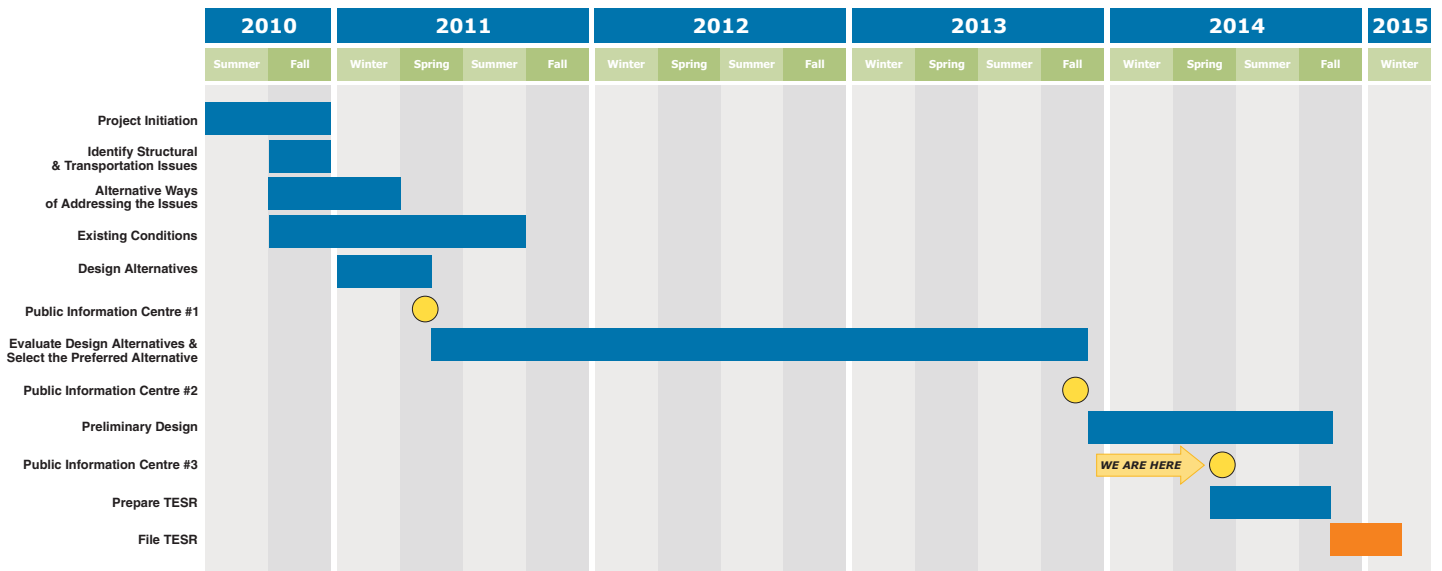 2010 2011 2012 2013 2014 2015
Summer Fall Winter Spring Summer Fall Winter Spring Summer Fall Winter Spring Summer Fall Winter Spring Summer Fall Winter
Project Initiation
Identify Structural
& Transportation Issues
Alternative Ways
of Addressing the Issues
Existing Conditions
Design Alternatives
Public Information Centre #1
Evaluate Design Alternatives &
Select the Preferred Alternative
Public Information Centre #2
Preliminary Design
Public Information Centre #3
WE ARE HERE
Prepare TESR
File TESR